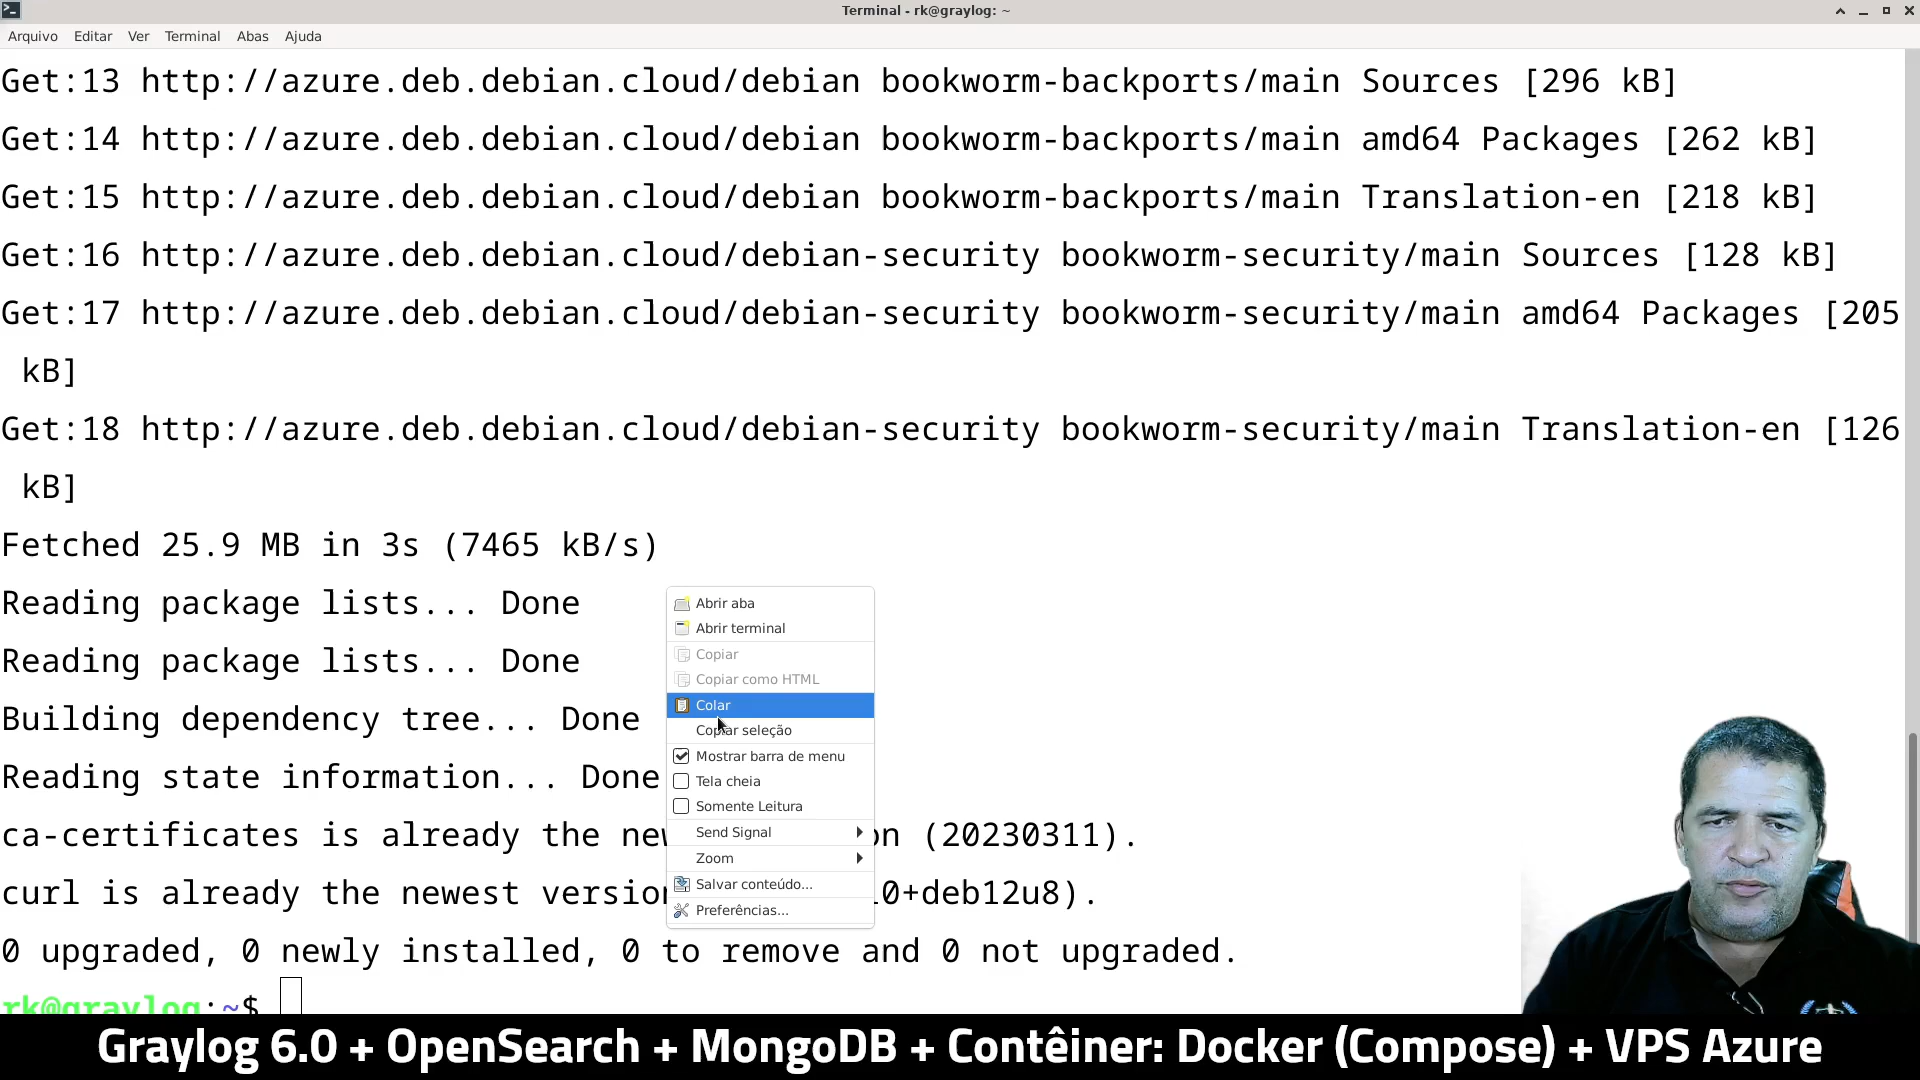 Terminal - rk@graylog: ~
Arquivo Editar Ver Terminal Abas Ajuda
Get:13 http://azure.deb.debian.cloud/debian bookworm-backports/main Sources [296 kB]
Get:14 http://azure.deb.debian.cloud/debian bookworm-backports/main amd64 Packages [262 kB]
Get:15 http://azure.deb.debian.cloud/debian bookworm-backports/main Translation-en [218 kB]
Get:16 http://azure.deb.debian.cloud/debian-security bookworm-security/main Sources [128 kB]
Get:17 http://azure.deb.debian.cloud/debian-security bookworm-security/main amd64 Packages [205
kB]
Get:18 http://azure.deb.debian.cloud/debian-security bookworm-security/main Translation-en [126
kB]
Fetched 25.9 MB in 3s (7465 kB/s)
Reading package lists... Done
Reading package lists... Done
Building dependency tree... Done
Reading state information... Done
ca-certificates is already the new on (20230311).
curl is already the newest version 0+deb12u8).
0 upgraded, 0 newly installed, 0 to remove and 0 not upgraded.
rk@graylog:~$
Abrir aba
Abrir terminal
Copiar
Copiar como HTML
Colar
Copiar seleção
Mostrar barra de menu
Tela cheia
Somente Leitura
Send Signal
Zoom
Salvar conteúdo...
Preferências...
Graylog 6.0 + OpenSearch + MongoDB + Contêiner: Docker (Compose) + VPS Azure